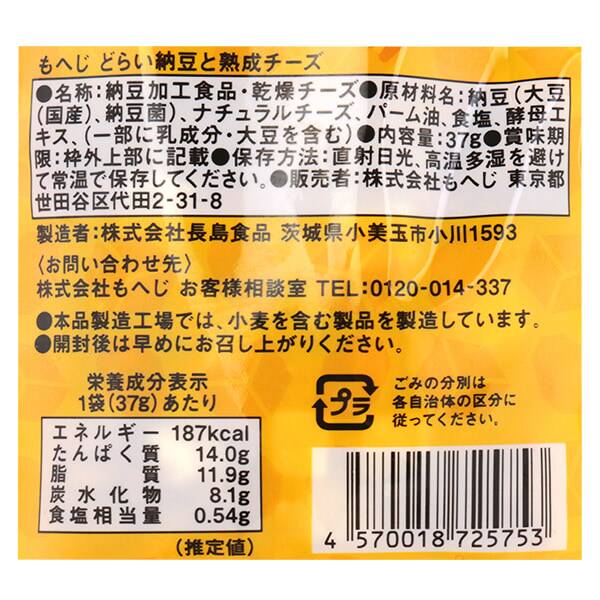 もへじ どらい納豆と熟成チーズ
●名称:納豆加工食品・乾燥チーズ●原材料名:納豆(大豆
(国産)、納豆菌)、ナチュラルチーズ、パーム油、食塩、酵母エ
キス、(一部に乳成分・大豆を含む)●内容量:37g●賞味期
限:枠外上部に記載●保存方法:直射日光、高温多湿を避け
て常温で保存してください。●販売者:株式会社もへじ 東京都
世田谷区代田2-31-8
製造者:株式会社長島食品 茨城県小美玉市小川1593
〈お問い合わせ先〉
株式会社もへじ お客様相談室 TEL:0120-014-337
●本品製造工場では、小麦を含む製品を製造しています。
●開封後は早めにお召し上がりください。
栄養成分表示
1袋(37g)あたり
エネルギー 187kcal
たんぱく質 14.0g
脂質 11.9g
炭水化物 8.1g
食塩相当量 0.54g
(推定値)
プラ
ごみの分別は
各自治体の区分に
従ってください。
4 570018 725753